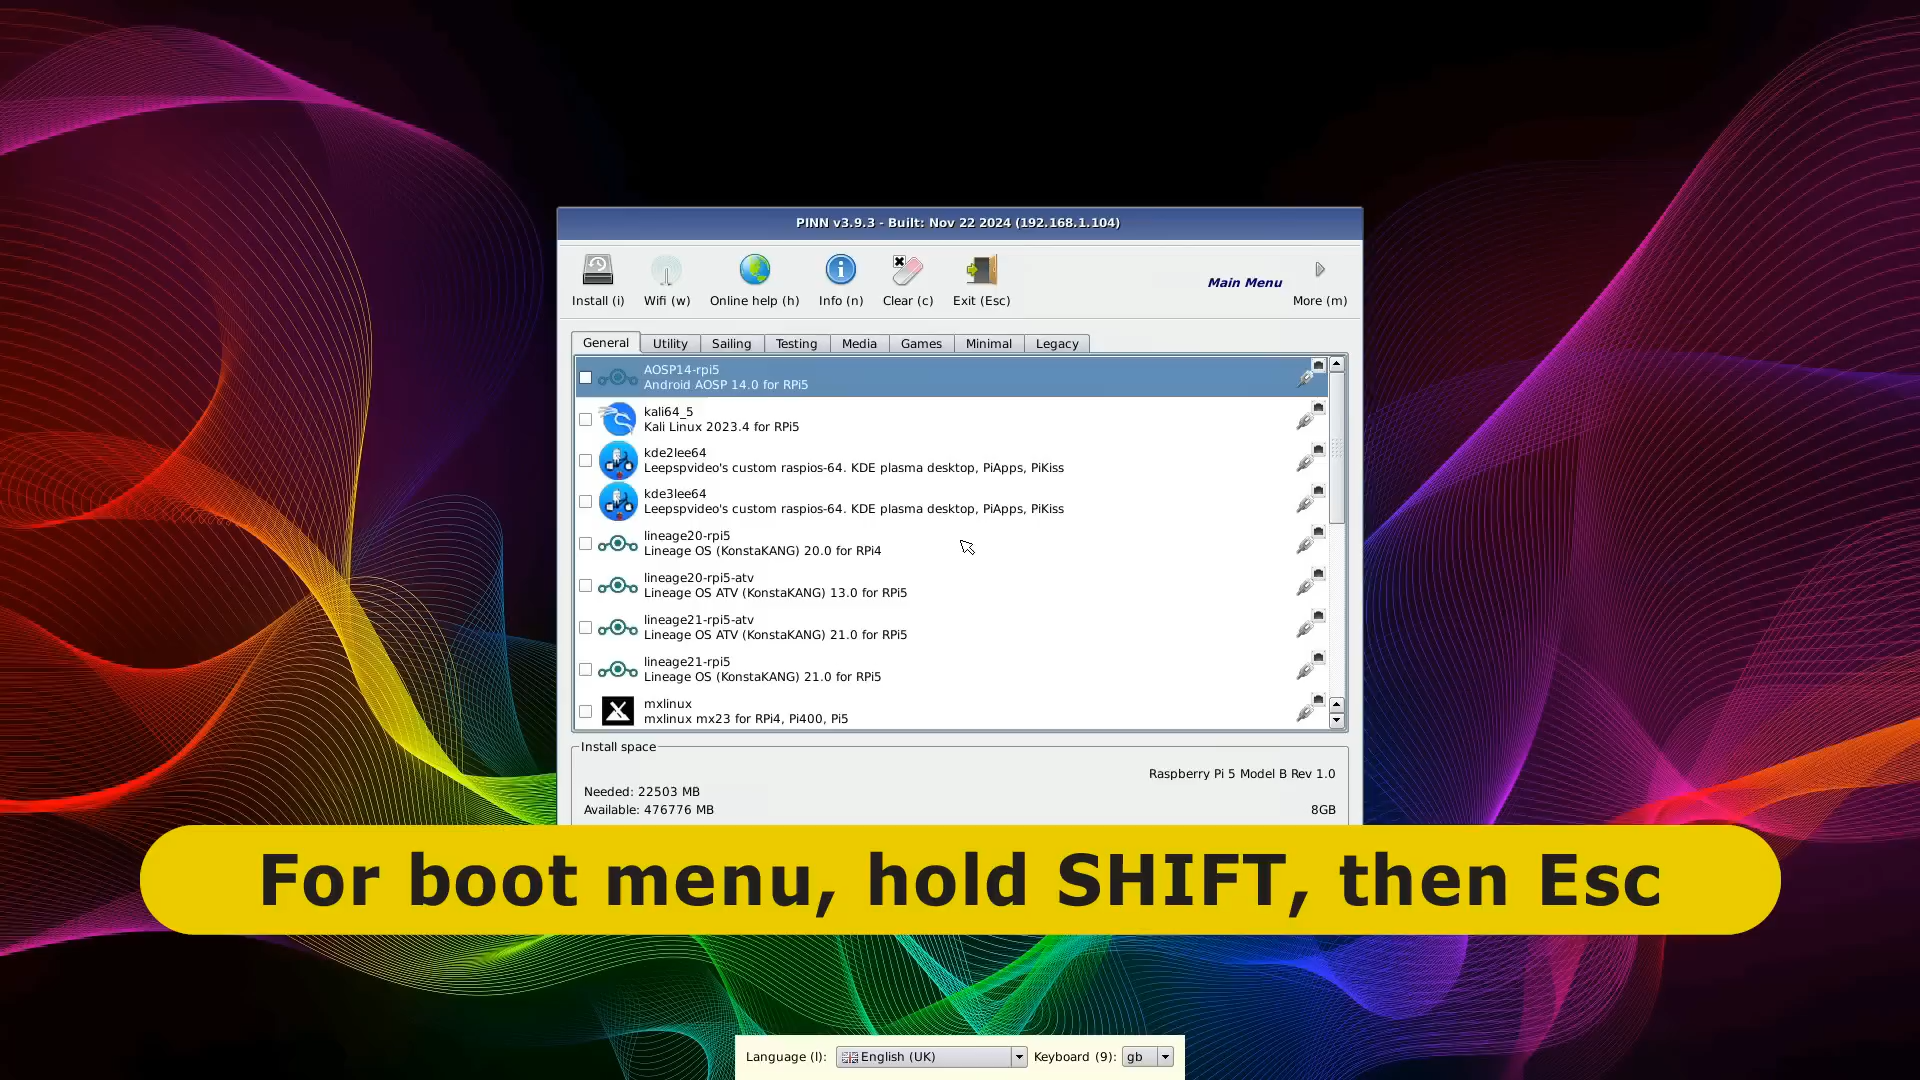 PINN v3.9.3 - Built: Nov 22 2024 (192.168.1.104)
Install (i) Wifi (w) Online help (h) Info (n) Clear (c) Exit (Esc) Main Menu More (m)
General Utility Sailing Testing Media Games Minimal Legacy
AOSP14-rpi5
Android AOSP 14.0 for RPi5
kali64_5
Kali Linux 2023.4 for RPi5
kde2lee64
Leepspvideo's custom raspios-64. KDE plasma desktop, PiApps, PiKiss
kde3lee64
Leepspvideo's custom raspios-64. KDE plasma desktop, PiApps, PiKiss
lineage20-rpi5
Lineage OS (KonstaKANG) 20.0 for RPi4
lineage20-rpi5-atv
Lineage OS ATV (KonstaKANG) 13.0 for RPi5
lineage21-rpi5-atv
Lineage OS ATV (KonstaKANG) 21.0 for RPi5
lineage21-rpi5
Lineage OS (KonstaKANG) 21.0 for RPi5
mxlinux
mxlinux mx23 for RPi4, Pi400, Pi5
Install space
Raspberry Pi 5 Model B Rev 1.0
Needed: 22503 MB
Available: 476776 MB 8GB
For boot menu, hold SHIFT, then Esc
Language (l): English (UK) Keyboard (9): gb